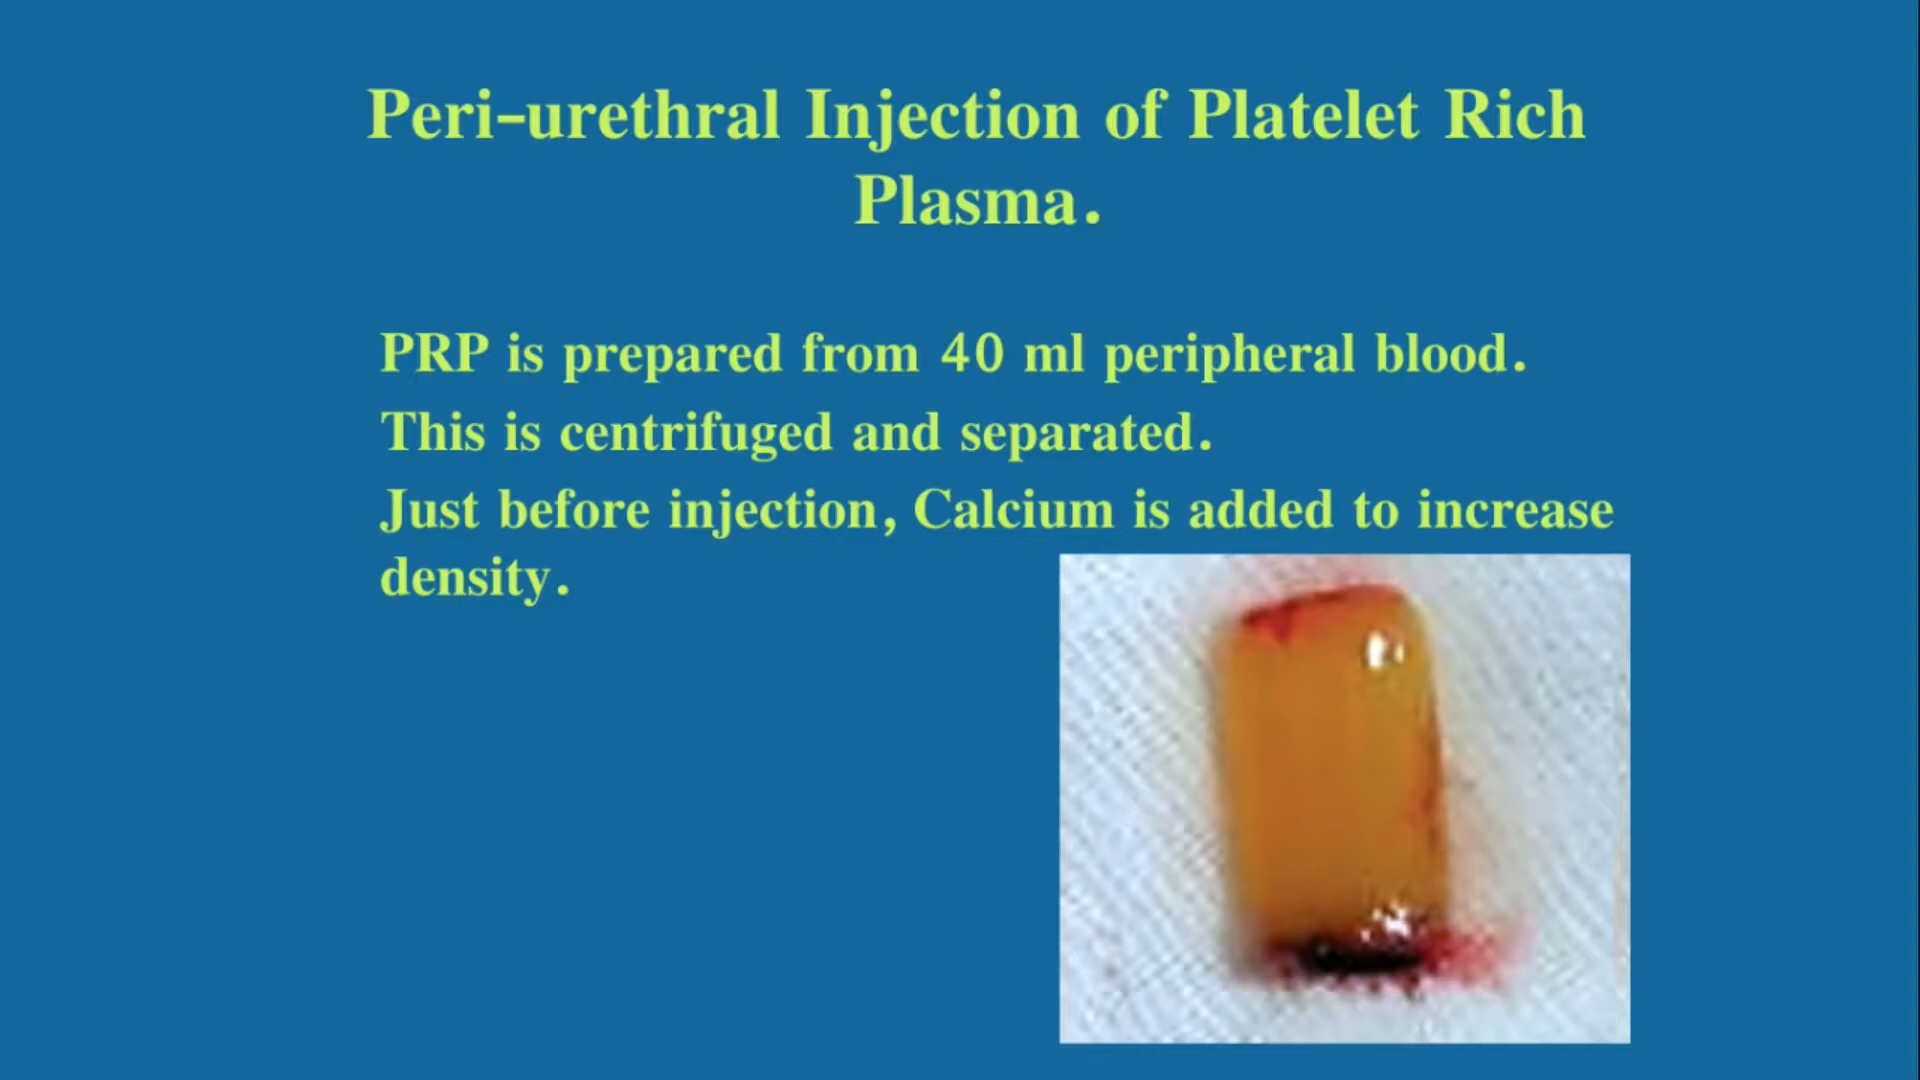 Peri-urethral Injection of Platelet Rich
Plasma.
PRP is prepared from 40 ml peripheral blood.
This is centrifuged and separated.
Just before injection, Calcium is added to increase
density.